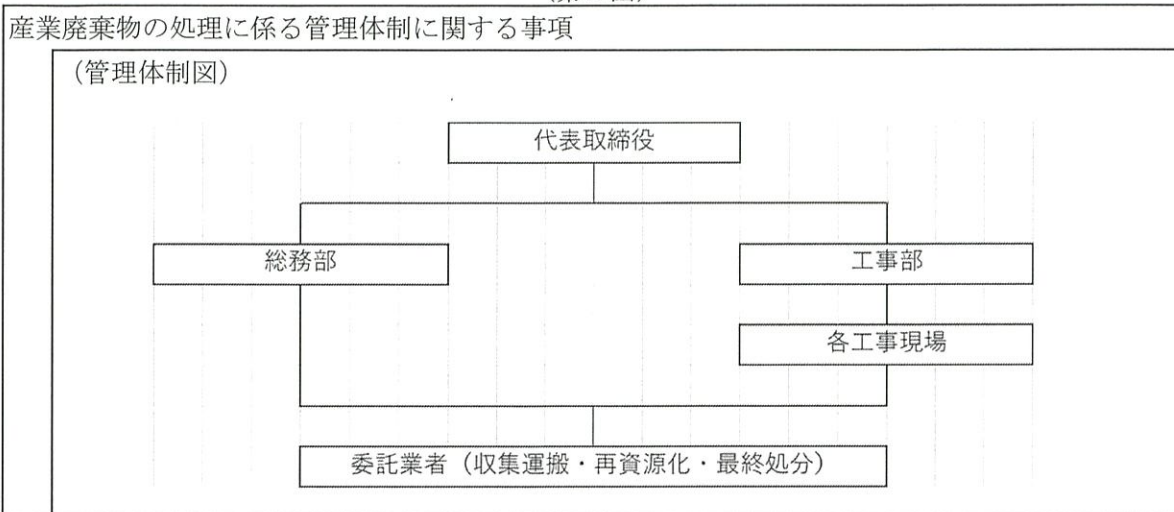 産業廃棄物の処理に係る管理体制に関する事項
（管理体制図）
代表取締役
総務部
工事部
各工事現場
委託業者（収集運搬・再資源化・最終処分）